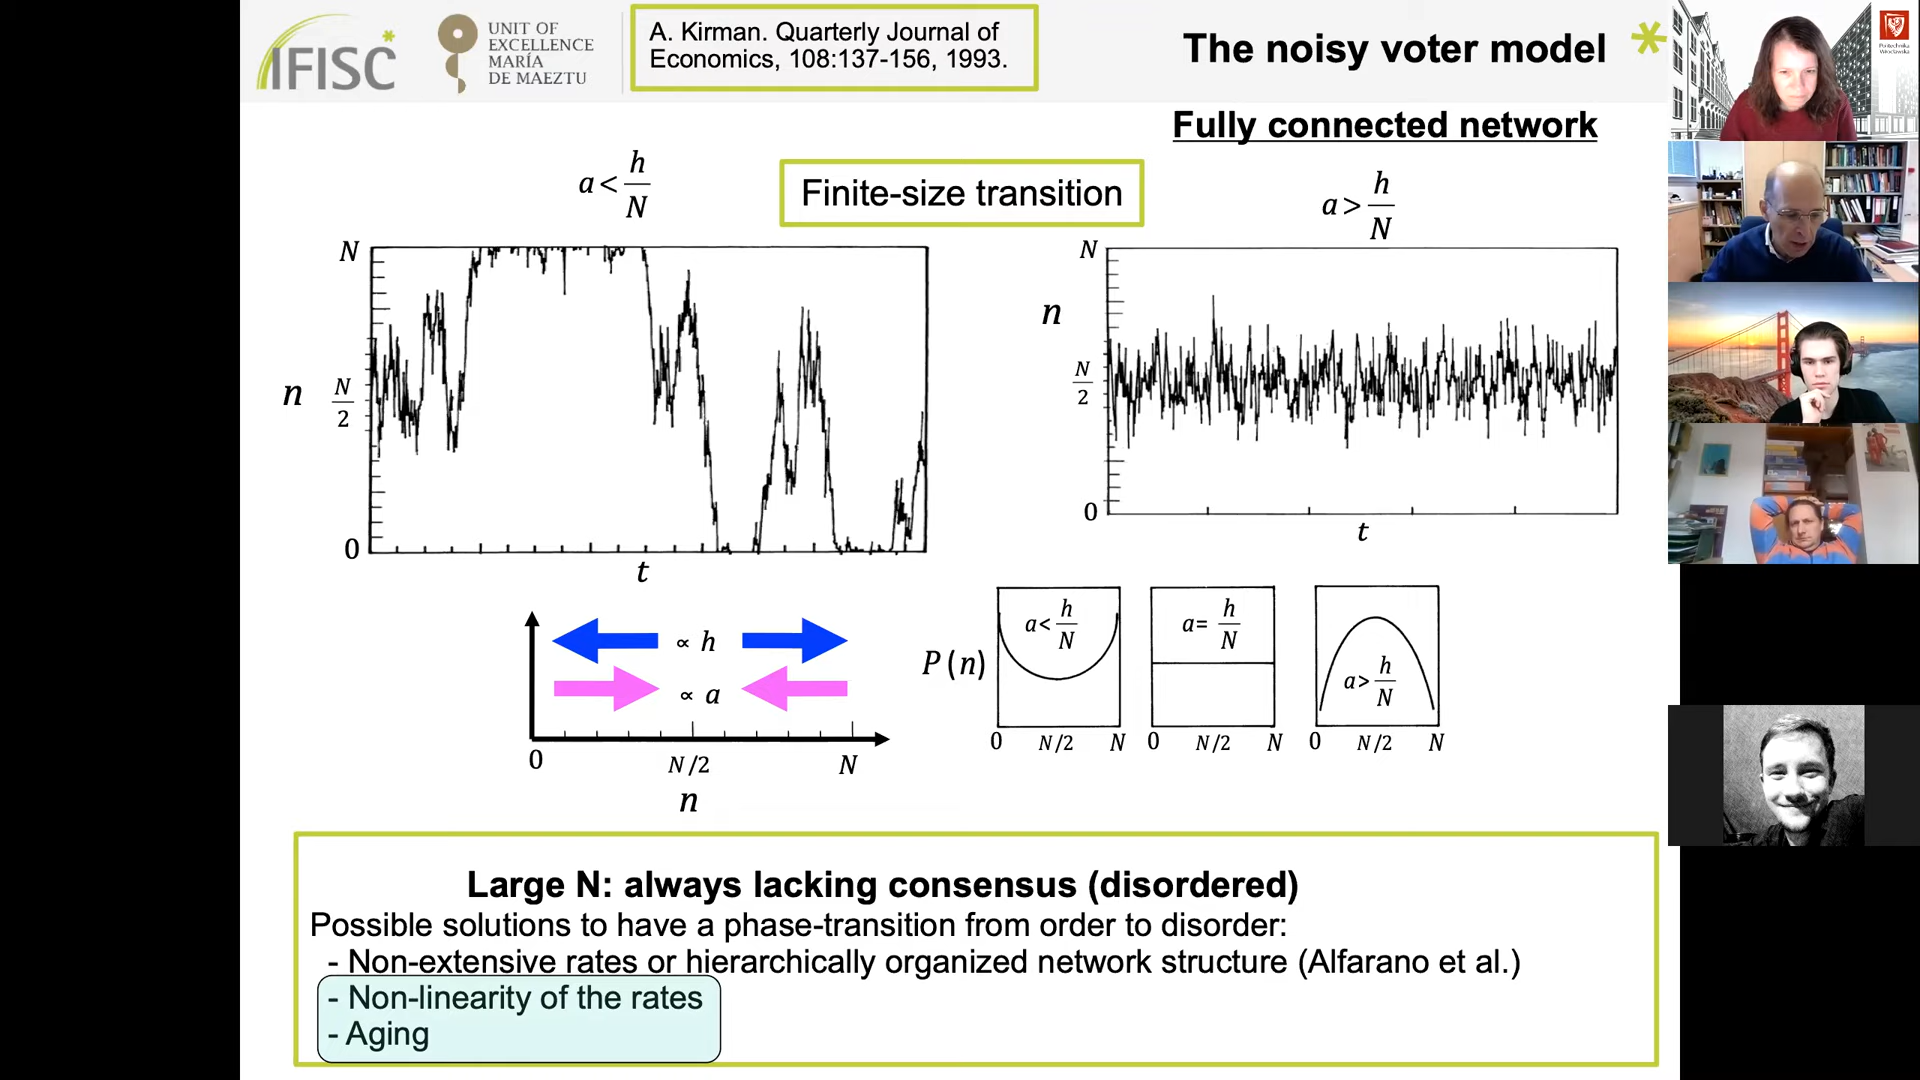 IFISC
UNIT OF
EXCELLENCE
MARÍA
DE MAEZTU
A. Kirman. Quarterly Journal of
Economics, 108:137-156, 1993.
The noisy voter model
Politechnika
Wrocławska
Fully connected network
a < h/N
Finite-size transition
a > h/N
N
n N/2
0
t
N
n
N/2
0
t
∝ h
∝ a
0 N/2 N
n
P(n)
a < h/N
a = h/N
a > h/N
0 N/2 N
0 N/2 N
0 N/2 N
Large N: always lacking consensus (disordered)
Possible solutions to have a phase-transition from order to disorder:
- Non-extensive rates or hierarchically organized network structure (Alfarano et al.)
- Non-linearity of the rates
- Aging